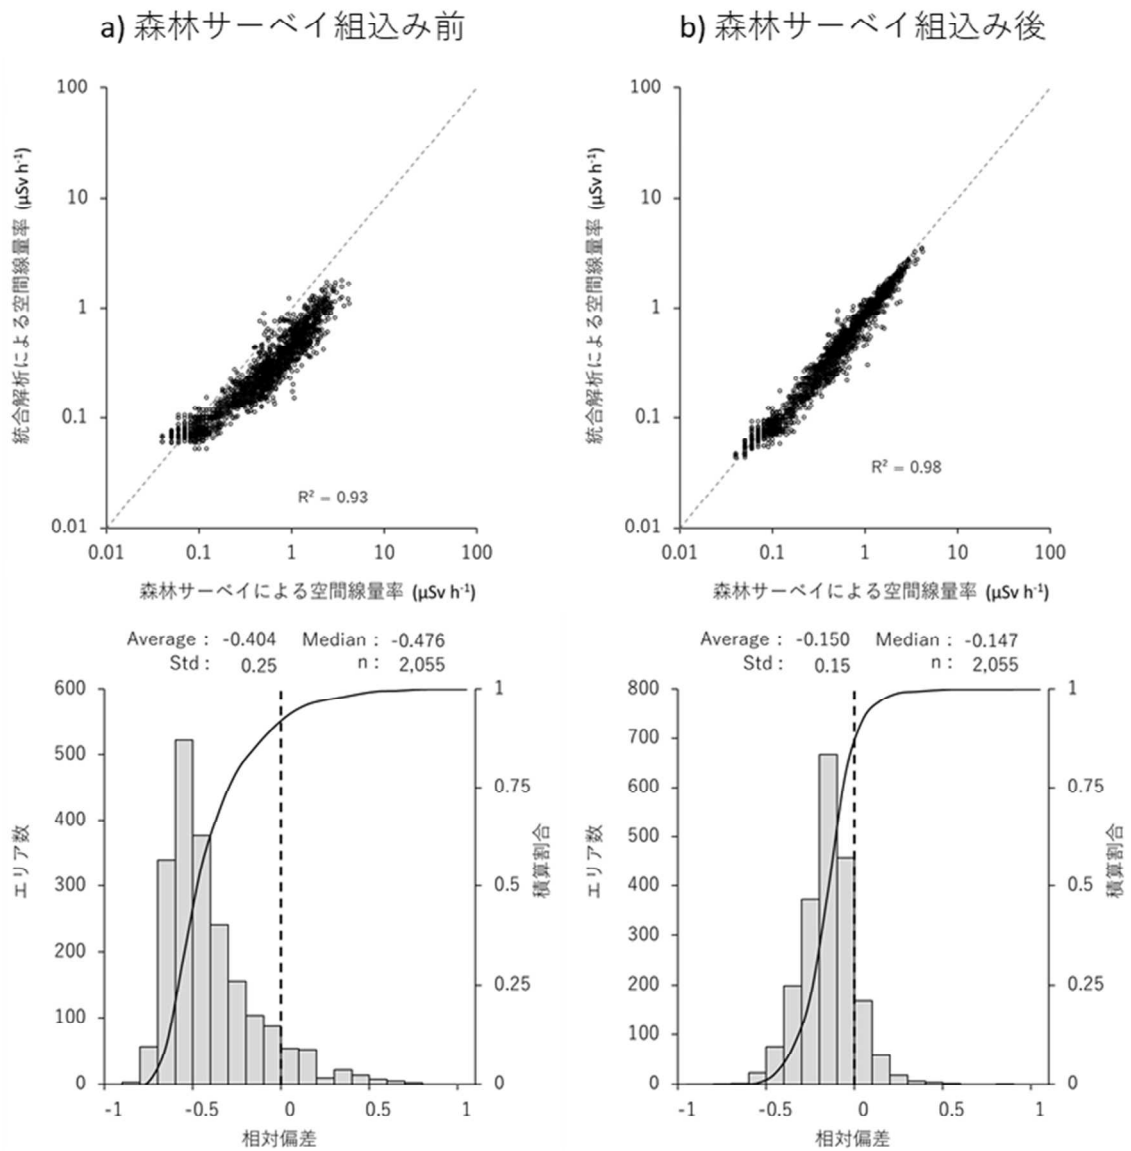 a) 森林サーベイ組込み前
b) 森林サーベイ組込み後
100
10
1
0.1
0.01
統合解析による空間線量率 (μSv h⁻¹)
R² = 0.93
0.01 0.1 1 10 100
森林サーベイによる空間線量率 (μSv h⁻¹)
100
10
1
0.1
0.01
統合解析による空間線量率 (μSv h⁻¹)
R² = 0.98
0.01 0.1 1 10 100
森林サーベイによる空間線量率 (μSv h⁻¹)
Average : -0.404 Median : -0.476
Std : 0.25 n : 2,055
600
500
400
300
200
100
0
エリア数
1
0.75
0.5
0.25
0
積算割合
-1 -0.5 0 0.5 1
相対偏差
Average : -0.150 Median : -0.147
Std : 0.15 n : 2,055
800
700
600
500
400
300
200
100
0
エリア数
1
0.75
0.5
0.25
0
積算割合
-1 -0.5 0 0.5 1
相対偏差